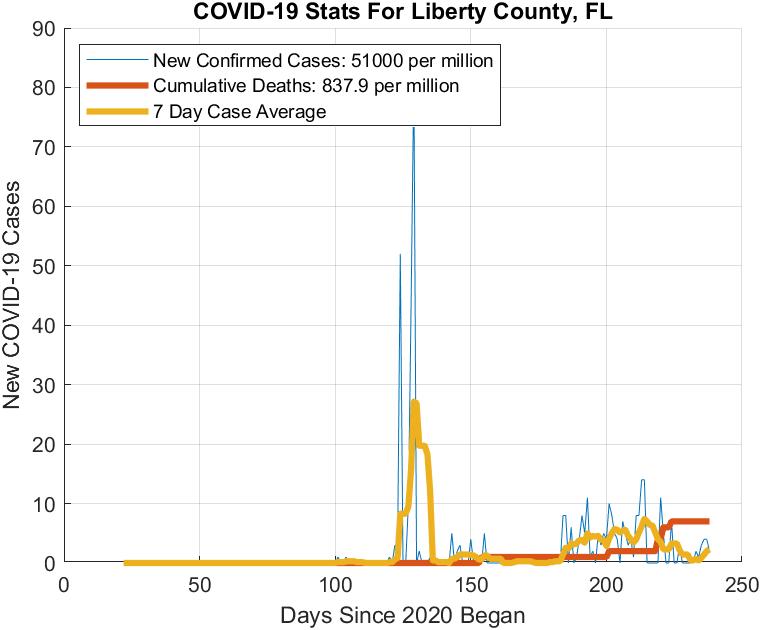 COVID-19 Stats For Liberty County, FL
New Confirmed Cases: 51000 per million
Cumulative Deaths: 837.9 per million
7 Day Case Average
New COVID-19 Cases
90
80
70
60
50
40
30
20
10
0
0 50 100 150 200 250
Days Since 2020 Began